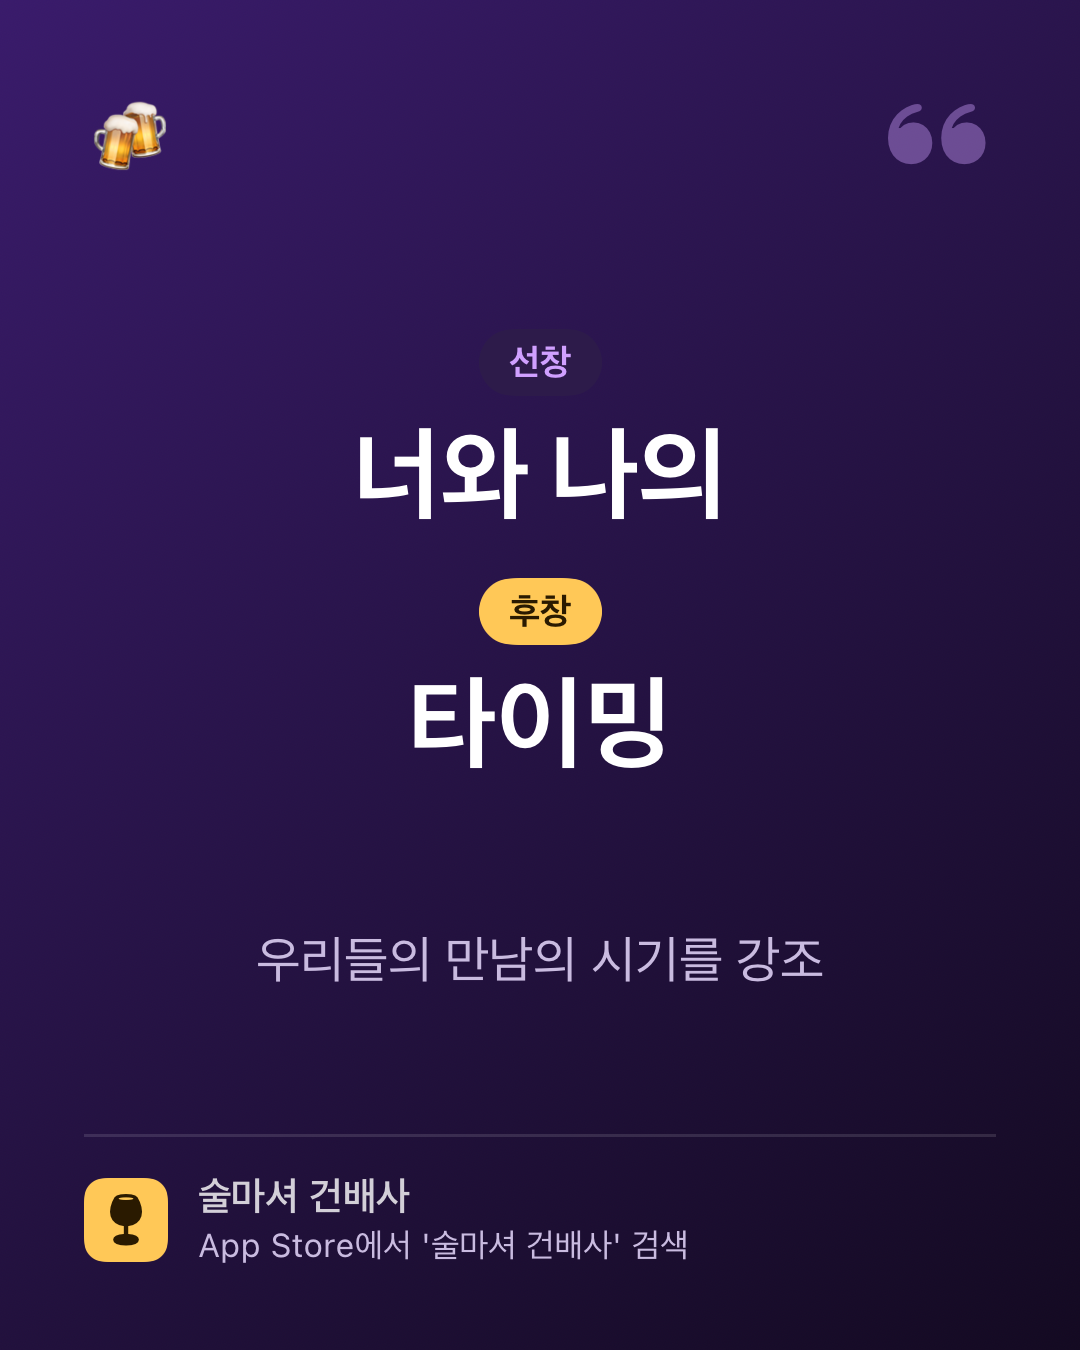 선창
너와 나의
후창
타이밍
우리들의 만남의 시기를 강조
술마셔 건배사
App Store에서 '술마셔 건배사' 검색